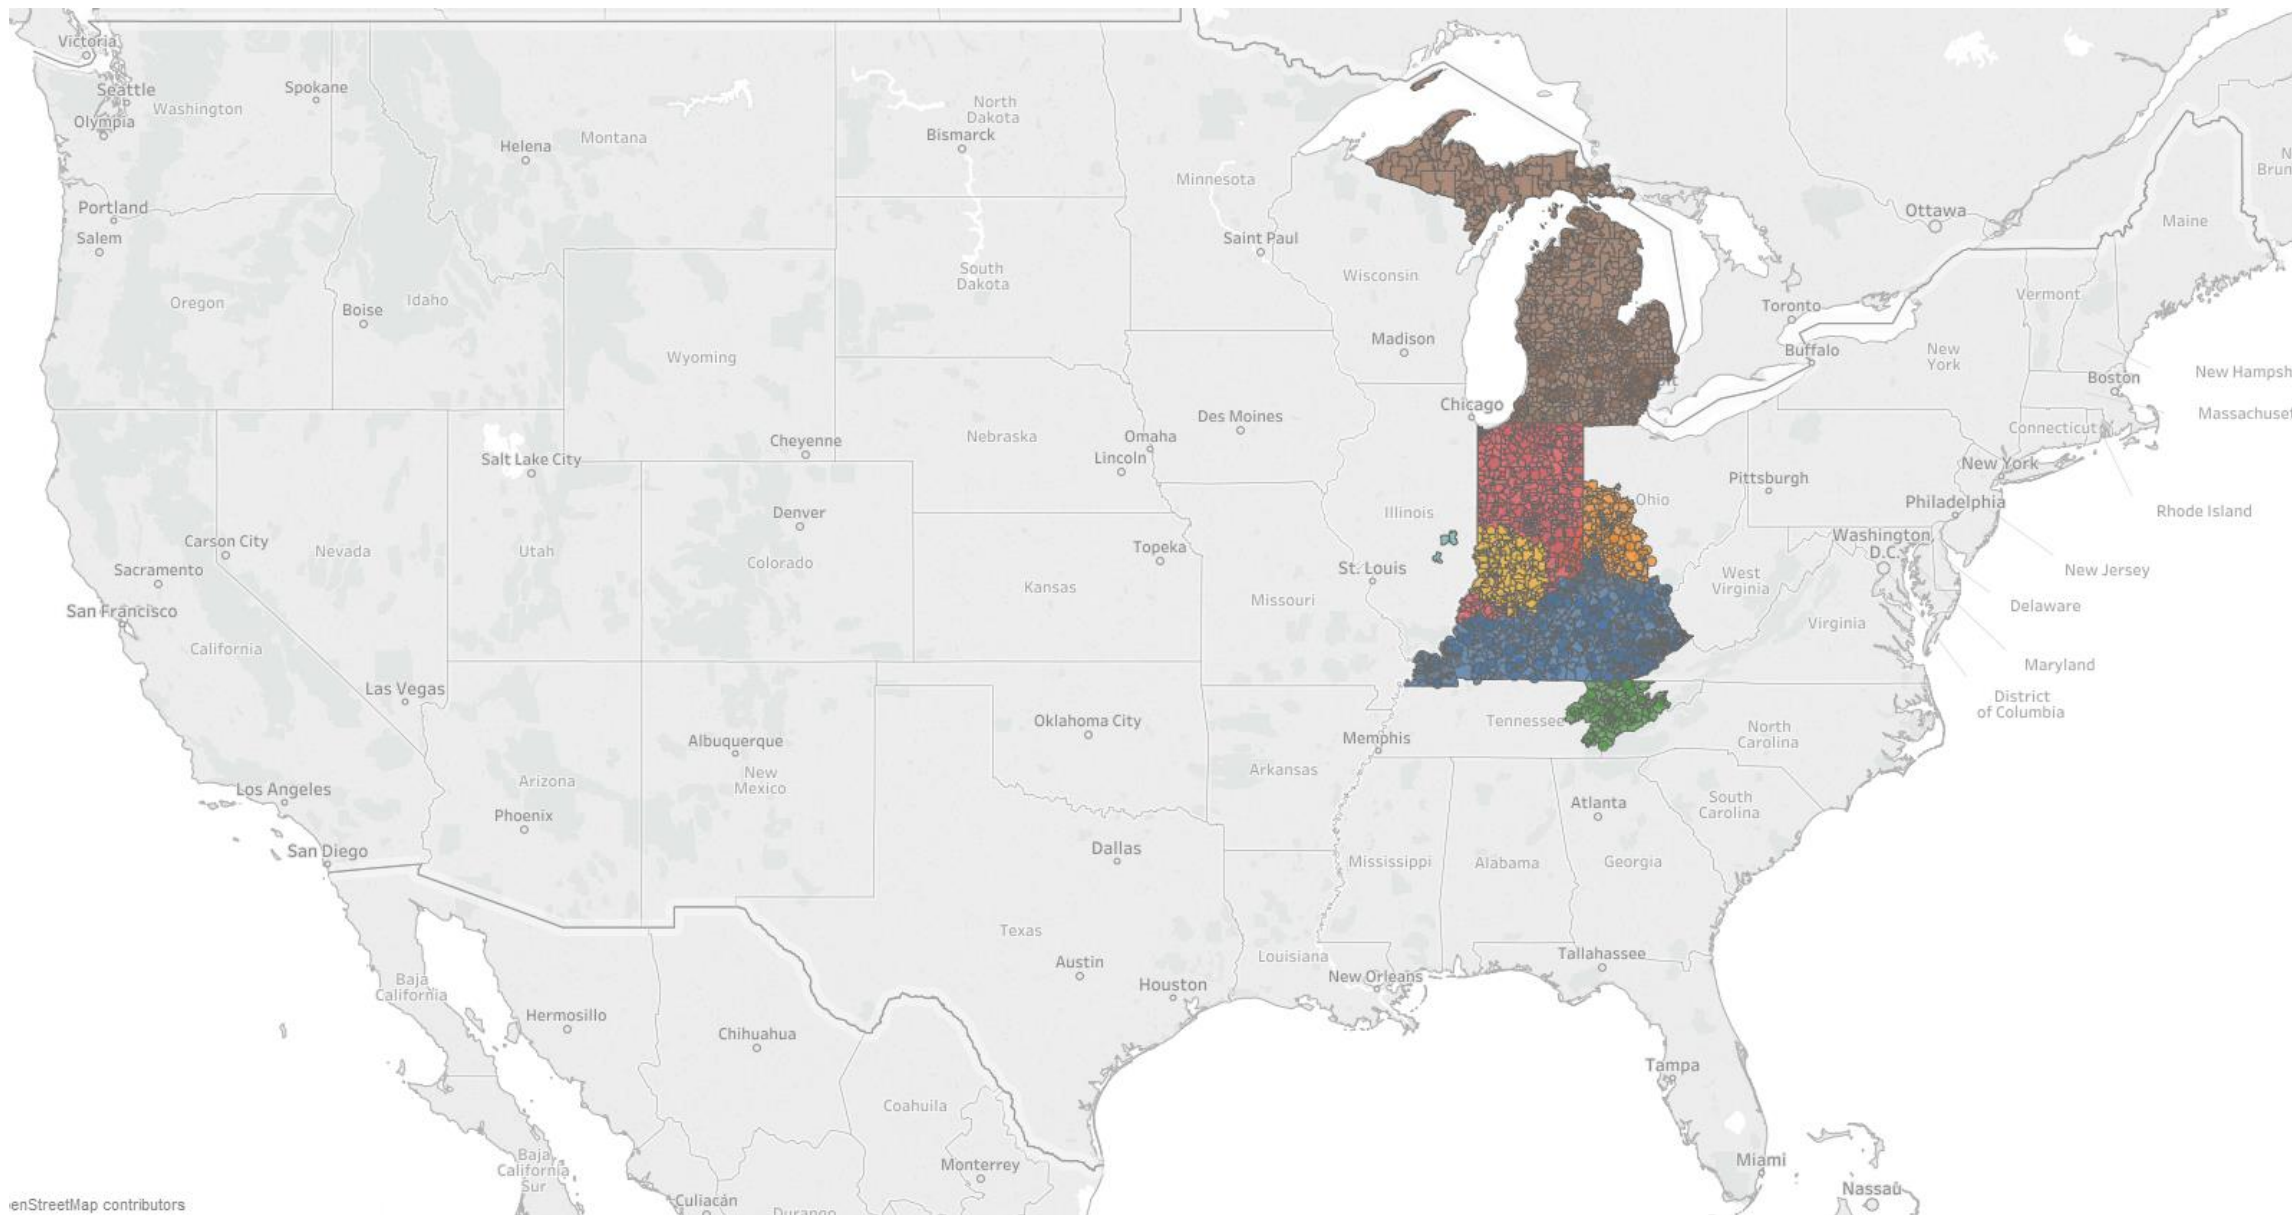 Victoria
Seattle
Washington
Olympia
Spokane
Helena
Montana
North
Dakota
Bismarck
Minnesota
Portland
Salem
Oregon
Boise
Idaho
South
Dakota
Saint Paul
Wisconsin
Ottawa
Maine
N
Brun
Toronto
Vermont
Wyoming
Madison
Buffalo
New
York
Boston
New Hampsh
Massachuset
Chicago
Connecticut
Salt Lake City
Cheyenne
Nebraska
Omaha
Lincoln
Des Moines
Pittsburgh
New York
Philadelphia
Rhode Island
Illinois
Ohio
Carson City
Nevada
Utah
Denver
Colorado
Topeka
Kansas
St. Louis
Washington
D.C.
New Jersey
Sacramento
San Francisco
California
Missouri
West
Virginia
Virginia
Delaware
Maryland
District
of Columbia
Las Vegas
Oklahoma City
Tennessee
Memphis
North
Carolina
Albuquerque
New
Mexico
Arizona
Phoenix
Los Angeles
San Diego
Arkansas
Atlanta
South
Carolina
Dallas
Mississippi
Alabama
Georgia
Texas
Austin
Houston
Louisiana
New Orleans
Tallahassee
Baja
California
Hermosillo
Chihuahua
Coahuila
Tampa
Baja
California
Sur
Culiacán
Durango
Monterrey
Miami
Nassau
enStreetMap contributors